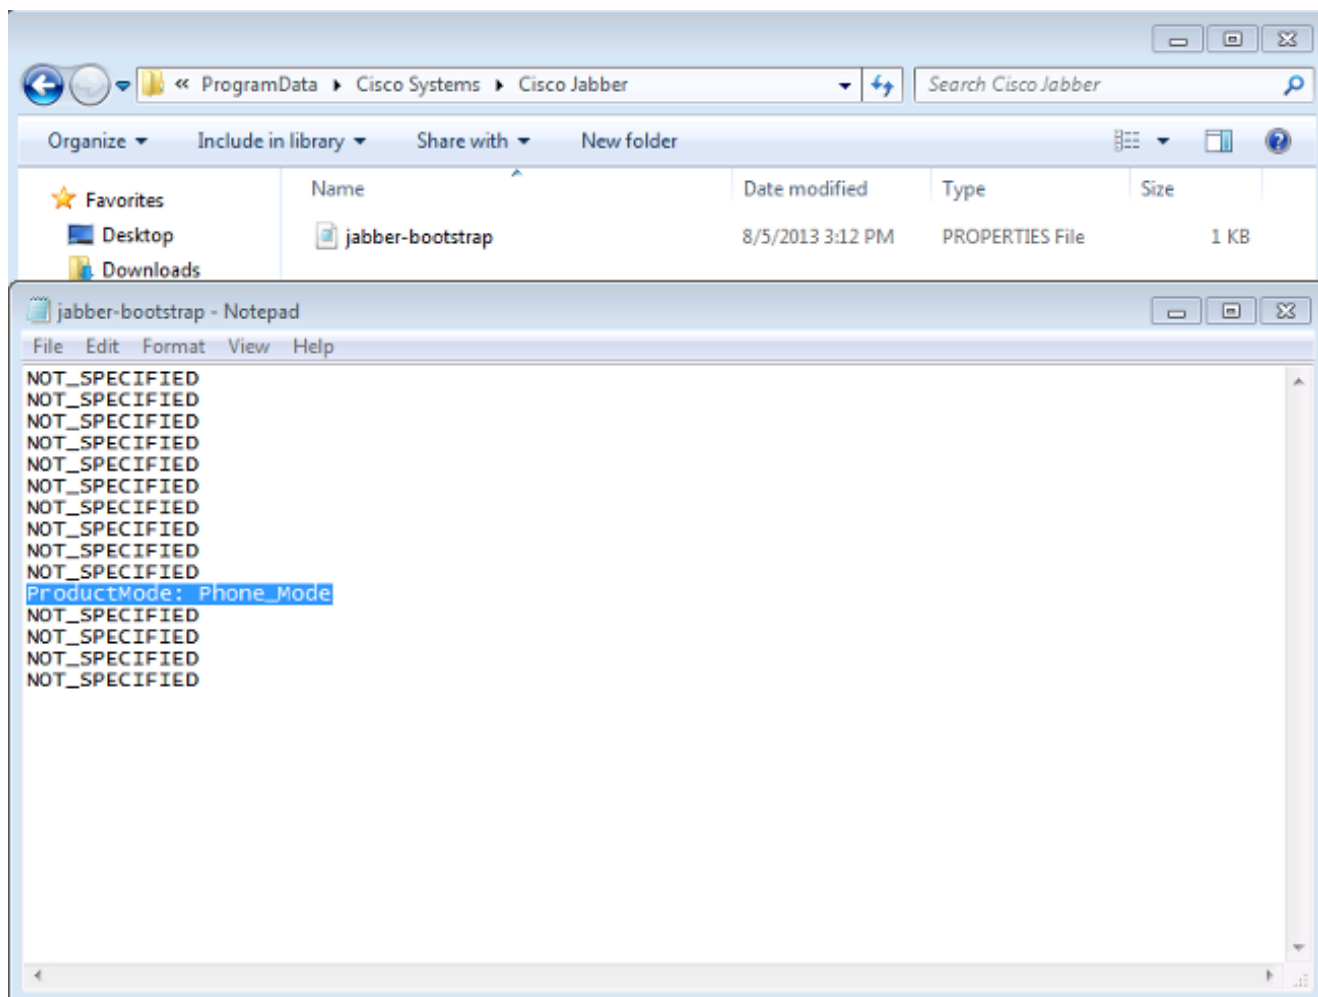 « ProgramData ▸ Cisco Systems ▸ Cisco Jabber
Search Cisco Jabber
Organize Include in library Share with New folder
Favorites
Name Date modified Type Size
Desktop
jabber-bootstrap 8/5/2013 3:12 PM PROPERTIES File 1 KB
Downloads
jabber-bootstrap - Notepad
File Edit Format View Help
NOT_SPECIFIED
NOT_SPECIFIED
NOT_SPECIFIED
NOT_SPECIFIED
NOT_SPECIFIED
NOT_SPECIFIED
NOT_SPECIFIED
NOT_SPECIFIED
NOT_SPECIFIED
NOT_SPECIFIED
ProductMode: Phone_Mode
NOT_SPECIFIED
NOT_SPECIFIED
NOT_SPECIFIED
NOT_SPECIFIED